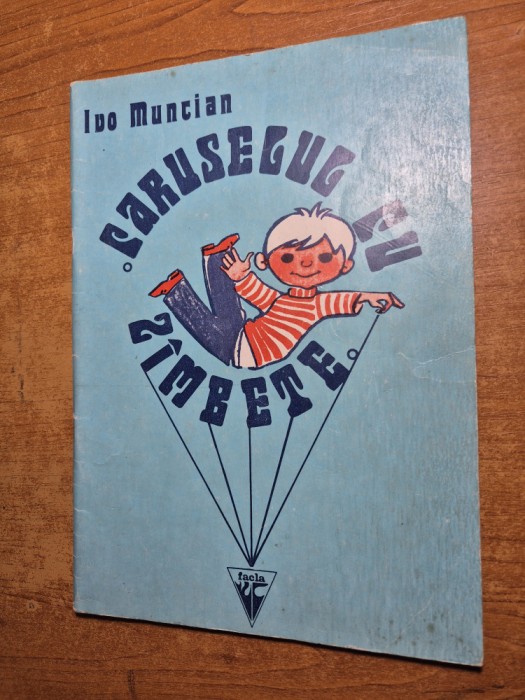 Ivo Muncian
CARUSELUL CU
ZÎMBETE
facla